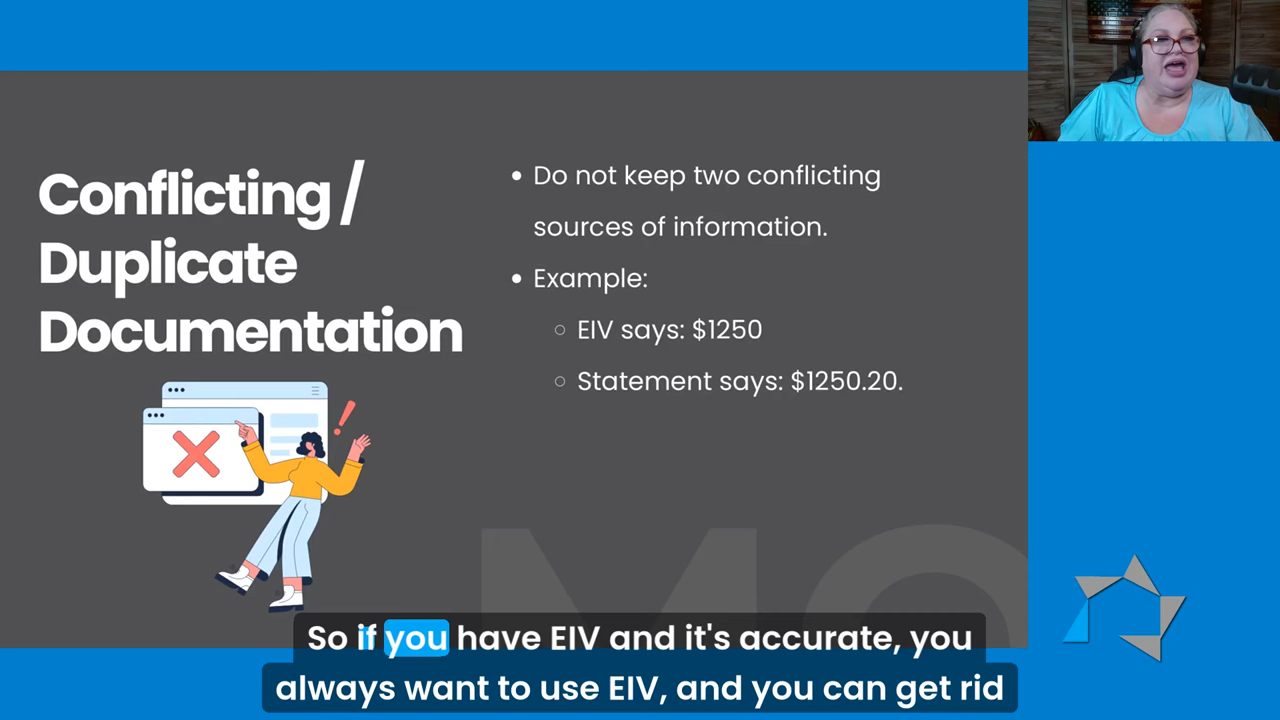 Conflicting /
Duplicate
Documentation
• Do not keep two conflicting
sources of information.
• Example:
○ EIV says: $1250
○ Statement says: $1250.20.
MO
So if you have EIV and it's accurate, you
always want to use EIV, and you can get rid